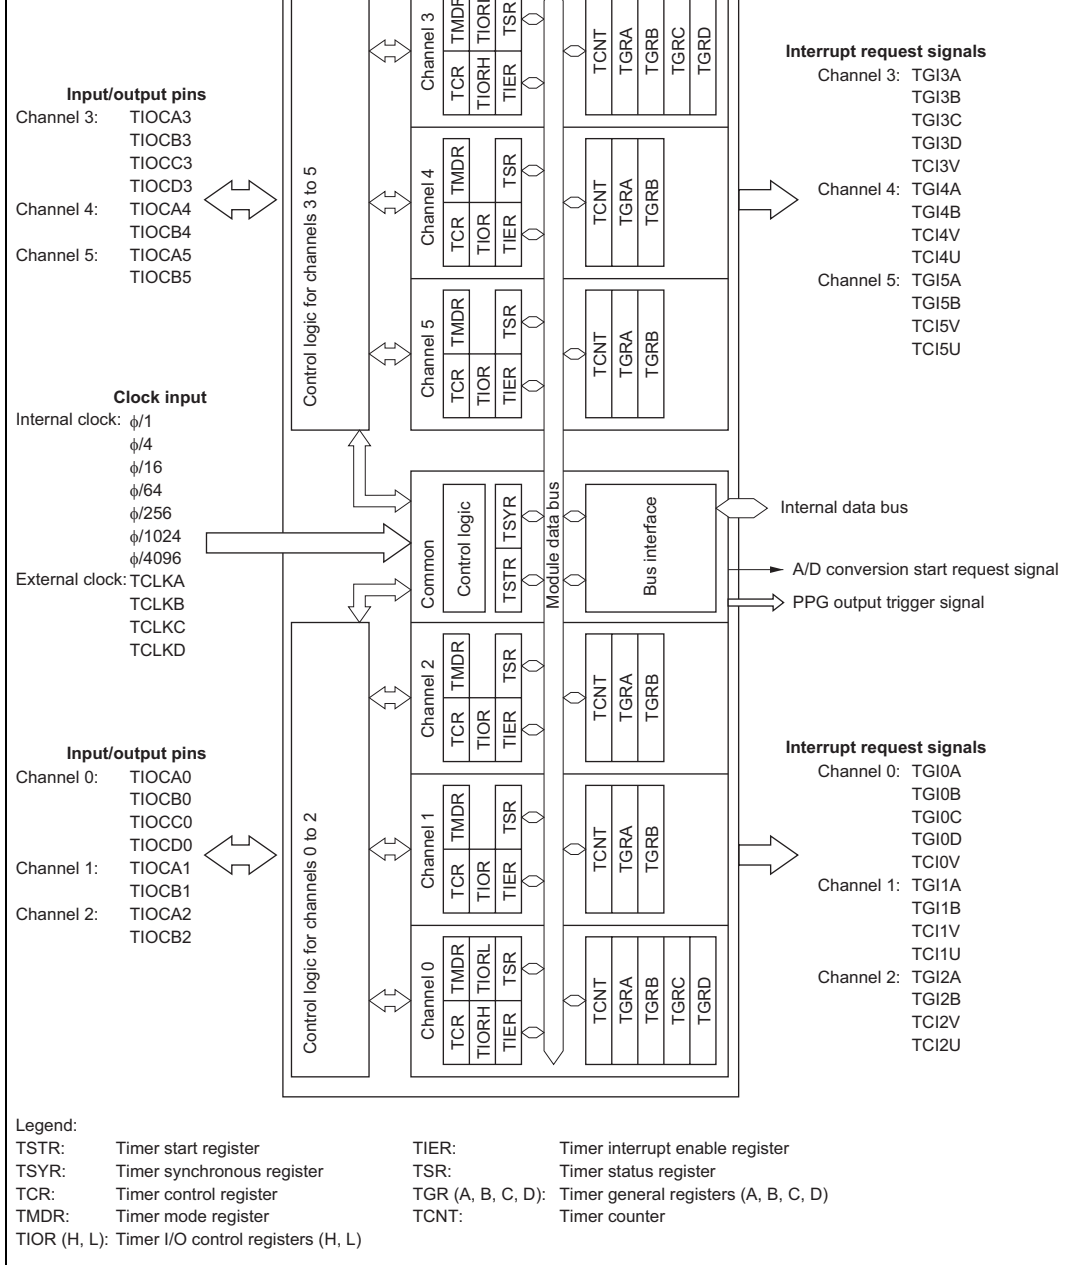 Input/output pins
Channel 3: TIOCA3
TIOCB3
TIOCC3
TIOCD3
Channel 4: TIOCA4
TIOCB4
Channel 5: TIOCA5
TIOCB5
Clock input
Internal clock: ϕ/1
ϕ/4
ϕ/16
ϕ/64
ϕ/256
ϕ/1024
ϕ/4096
External clock: TCLKA
TCLKB
TCLKC
TCLKD
Input/output pins
Channel 0: TIOCA0
TIOCB0
TIOCC0
TIOCD0
Channel 1: TIOCA1
TIOCB1
Channel 2: TIOCA2
TIOCB2
Control logic for channels 3 to 5
Control logic for channels 0 to 2
Channel 3
TCR TMDR
TIORH
TIER TSR
TCNT
TGRA
TGRB
TGRC
TGRD
Channel 4
TCR TMDR
TIOR
TIER TSR
TCNT
TGRA
TGRB
Channel 5
TCR TMDR
TIOR
TIER TSR
TCNT
TGRA
TGRB
Common
Control logic
TSTR TSYR
Module data bus
Bus interface
Channel 2
TCR TMDR
TIOR
TIER TSR
TCNT
TGRA
TGRB
Channel 1
TCR TMDR
TIOR
TIER TSR
TCNT
TGRA
TGRB
Channel 0
TCR TMDR
TIORH TIORL
TIER TSR
TCNT
TGRA
TGRB
TGRC
TGRD
Interrupt request signals
Channel 3: TGI3A
TGI3B
TGI3C
TGI3D
TCI3V
Channel 4: TGI4A
TGI4B
TCI4V
TCI4U
Channel 5: TGI5A
TGI5B
TCI5V
TCI5U
Internal data bus
A/D conversion start request signal
PPG output trigger signal
Interrupt request signals
Channel 0: TGI0A
TGI0B
TGI0C
TGI0D
TCI0V
Channel 1: TGI1A
TGI1B
TCI1V
TCI1U
Channel 2: TGI2A
TGI2B
TCI2V
TCI2U
Legend:
TSTR: Timer start register
TSYR: Timer synchronous register
TCR: Timer control register
TMDR: Timer mode register
TIOR (H, L): Timer I/O control registers (H, L)
TIER: Timer interrupt enable register
TSR: Timer status register
TGR (A, B, C, D): Timer general registers (A, B, C, D)
TCNT: Timer counter